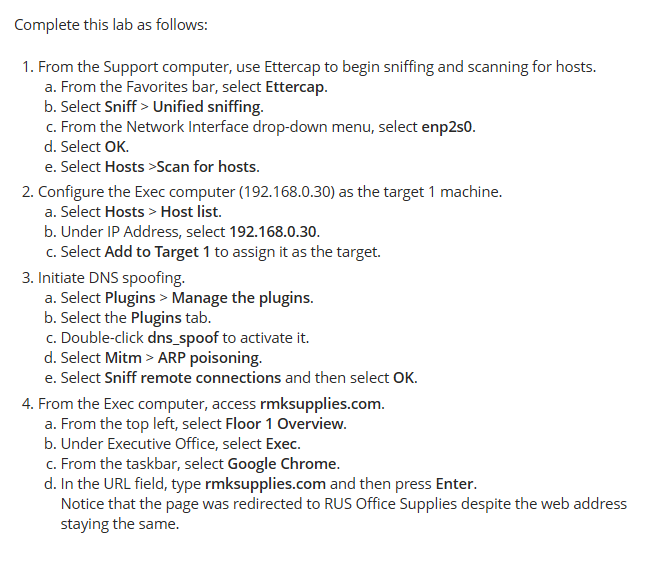 Complete this lab as follows:
1. From the Support computer, use Ettercap to begin sniffing and scanning for hosts.
a. From the Favorites bar, select Ettercap.
b. Select Sniff > Unified sniffing.
c. From the Network Interface drop-down menu, select enp2s0.
d. Select OK.
e. Select Hosts >Scan for hosts.
2. Configure the Exec computer (192.168.0.30) as the target 1 machine.
a. Select Hosts > Host list.
b. Under IP Address, select 192.168.0.30.
c. Select Add to Target 1 to assign it as the target.
3. Initiate DNS spoofing.
a. Select Plugins > Manage the plugins.
b. Select the Plugins tab.
c. Double-click dns_spoof to activate it.
d. Select Mitm > ARP poisoning.
e. Select Sniff remote connections and then select OK.
4. From the Exec computer, access rmksupplies.com.
a. From the top left, select Floor 1 Overview.
b. Under Executive Office, select Exec.
c. From the taskbar, select Google Chrome.
d. In the URL field, type rmksupplies.com and then press Enter.
Notice that the page was redirected to RUS Office Supplies despite the web address
staying the same.